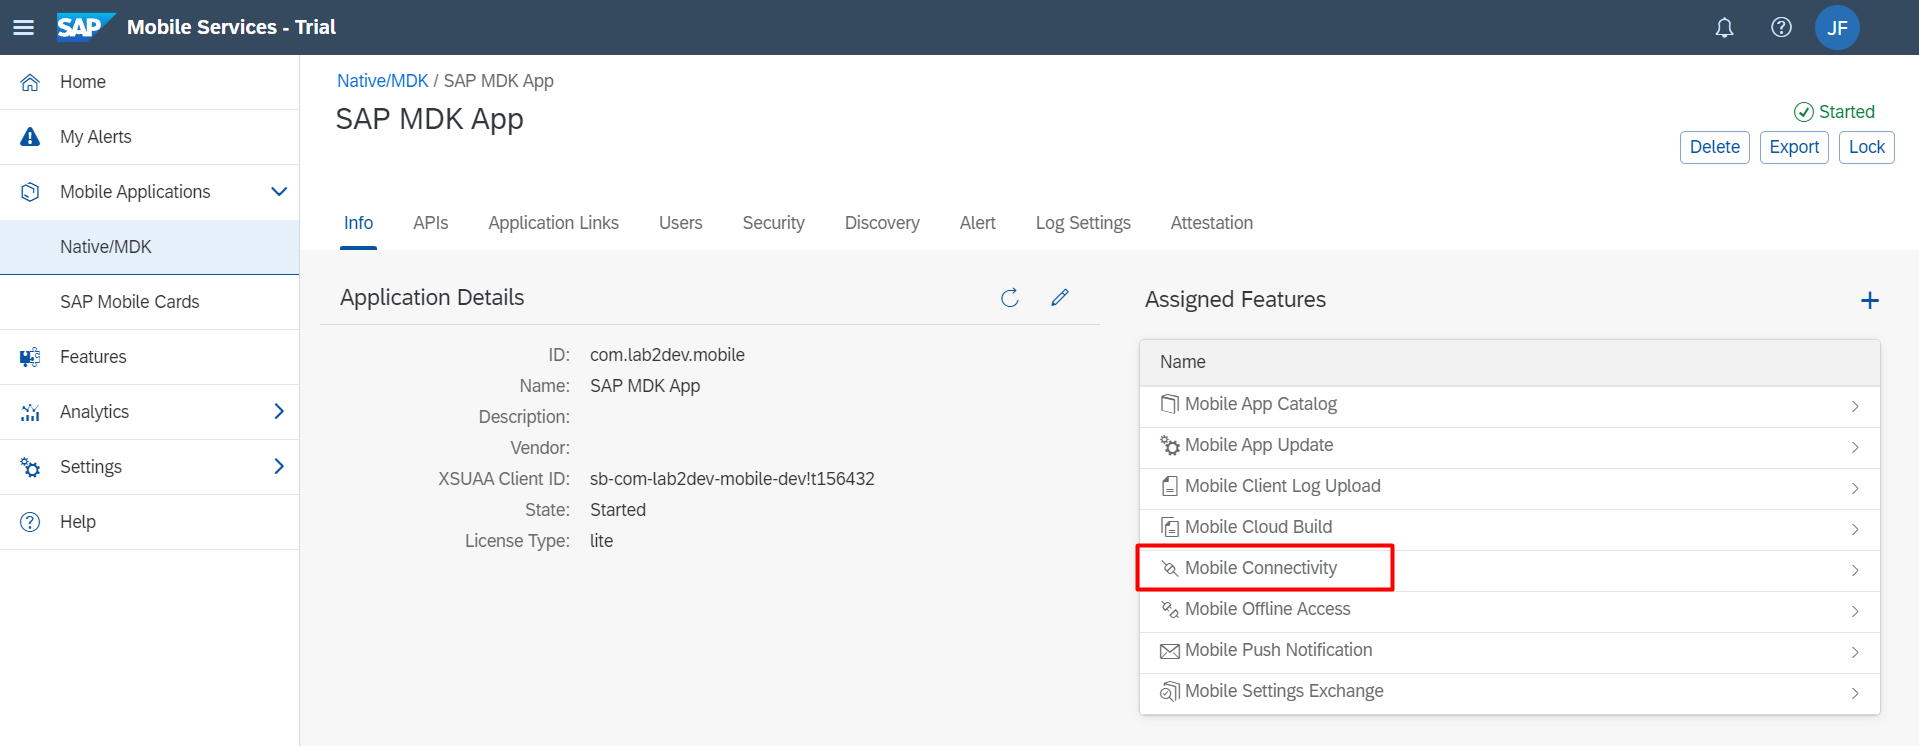 SAP Mobile Services - Trial
JF
Home
My Alerts
Mobile Applications
Native/MDK
SAP Mobile Cards
Features
Analytics
Settings
Help
Native/MDK / SAP MDK App
SAP MDK App
Started
Delete Export Lock
Info APIs Application Links Users Security Discovery Alert Log Settings Attestation
Application Details
ID: com.lab2dev.mobile
Name: SAP MDK App
Description:
Vendor:
XSUAA Client ID: sb-com-lab2dev-mobile-dev!t156432
State: Started
License Type: lite
Assigned Features
Name
Mobile App Catalog
Mobile App Update
Mobile Client Log Upload
Mobile Cloud Build
Mobile Connectivity
Mobile Offline Access
Mobile Push Notification
Mobile Settings Exchange